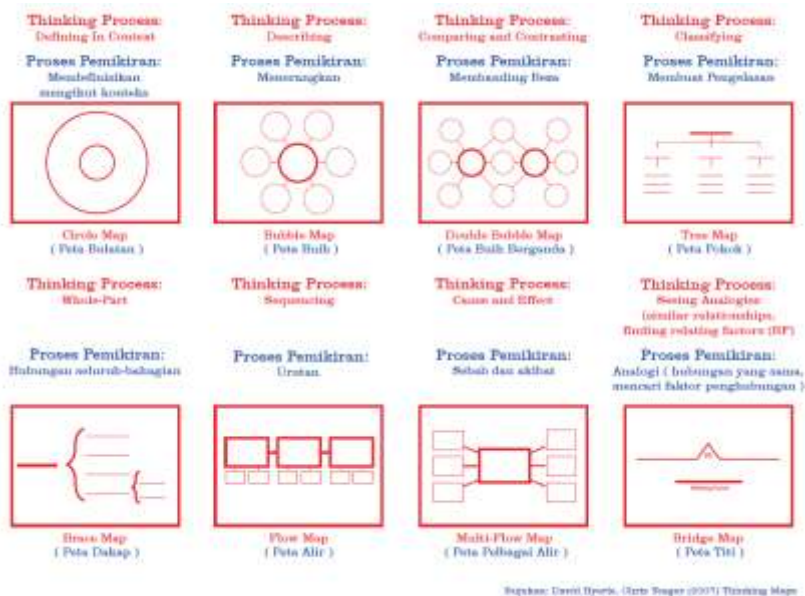 Thinking Process:
Defining In Context
Proses Pemikiran:
Mendefinisikan
mengikut konteks
Circle Map
( Peta Bulatan )
Thinking Process:
Describing
Proses Pemikiran:
Menerangkan
Bubble Map
( Peta Buih )
Thinking Process:
Comparing and Contrasting
Proses Pemikiran:
Membanding Beza
Double Bubble Map
( Peta Buih Berganda )
Thinking Process:
Classifying
Proses Pemikiran:
Membuat Pengelasan
Tree Map
( Peta Pokok )
Thinking Process:
Whole-Part
Proses Pemikiran:
Hubungan seluruh-bahagian
Brace Map
( Peta Dakap )
Thinking Process:
Sequencing
Proses Pemikiran:
Urutan
Flow Map
( Peta Alir )
Thinking Process:
Cause and Effect
Proses Pemikiran:
Sebab dan akibat
Multi-Flow Map
( Peta Pelbagai Alir )
Thinking Process:
Seeing Analogies
(similar relationships,
finding relating factors (RF)
Proses Pemikiran:
Analogi ( hubungan yang sama,
mencari faktor penghubungan )
Bridge Map
( Peta Titi )
David Hyerle, Chris Yeager (2007) Thinking Maps